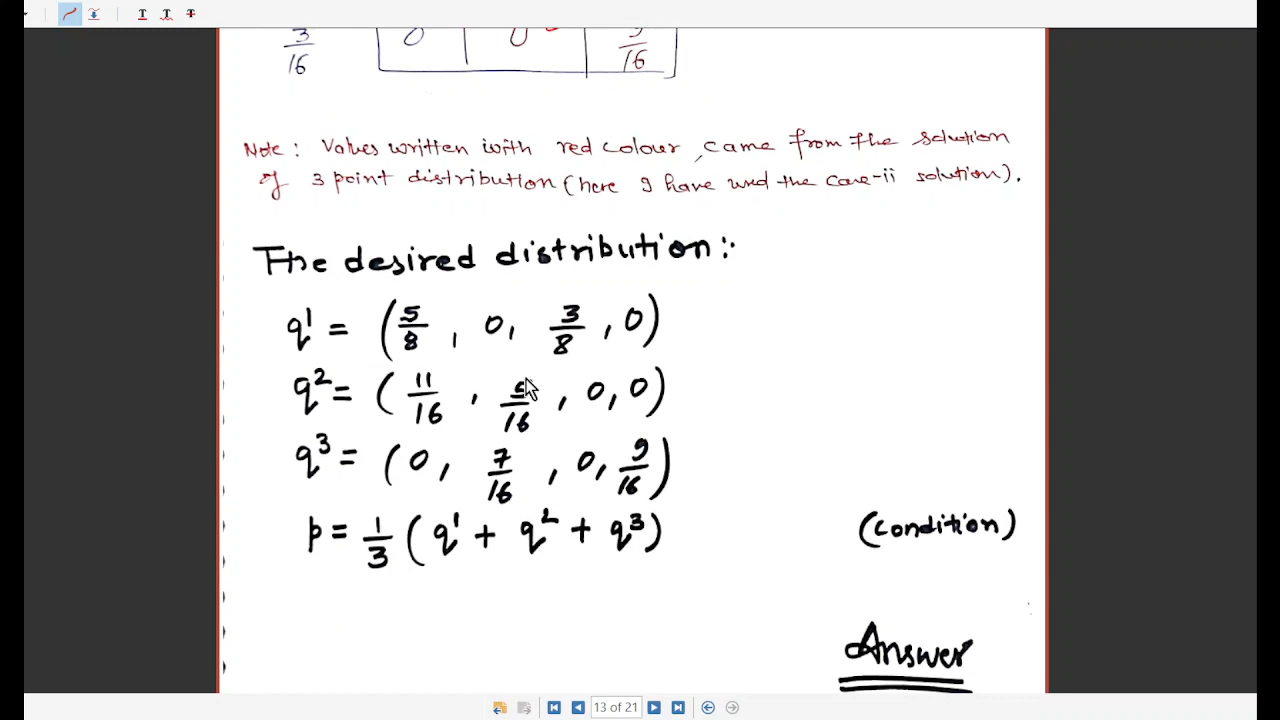 T T T
3/16 0 0 3/16
Note: Values written with red colour, came from the solution
of 3 point distribution (here I have used the case-ii solution).
The desired distribution:
q¹ = (5/8, 0, 3/8, 0)
q² = (11/16, 5/16, 0, 0)
q³ = (0, 7/16, 0, 9/16)
p = 1/3 (q¹ + q² + q³) (condition)
Answer
13 of 21